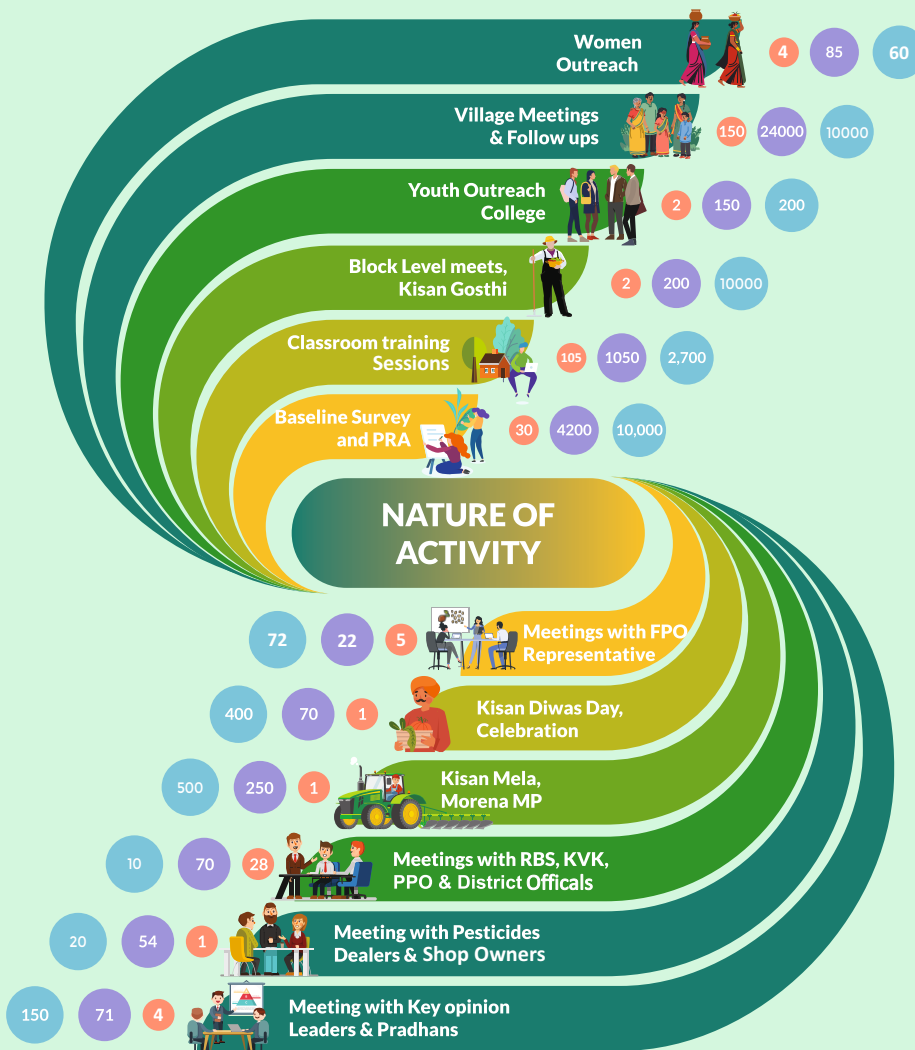 Women
Outreach
4 85 60
Village Meetings
& Follow ups
150 24000 10000
Youth Outreach
College
2 150 200
Block Level meets,
Kisan Gosthi
2 200 10000
Classroom training
Sessions
105 1050 2,700
Baseline Survey
and PRA
30 4200 10,000
NATURE OF
ACTIVITY
72 22 5
Meetings with FPO
Representative
400 70 1
Kisan Diwas Day,
Celebration
500 250 1
Kisan Mela,
Morena MP
10 70 28
Meetings with RBS, KVK,
PPO & District Officals
20 54 1
Meeting with Pesticides
Dealers & Shop Owners
150 71 4
Meeting with Key opinion
Leaders & Pradhans